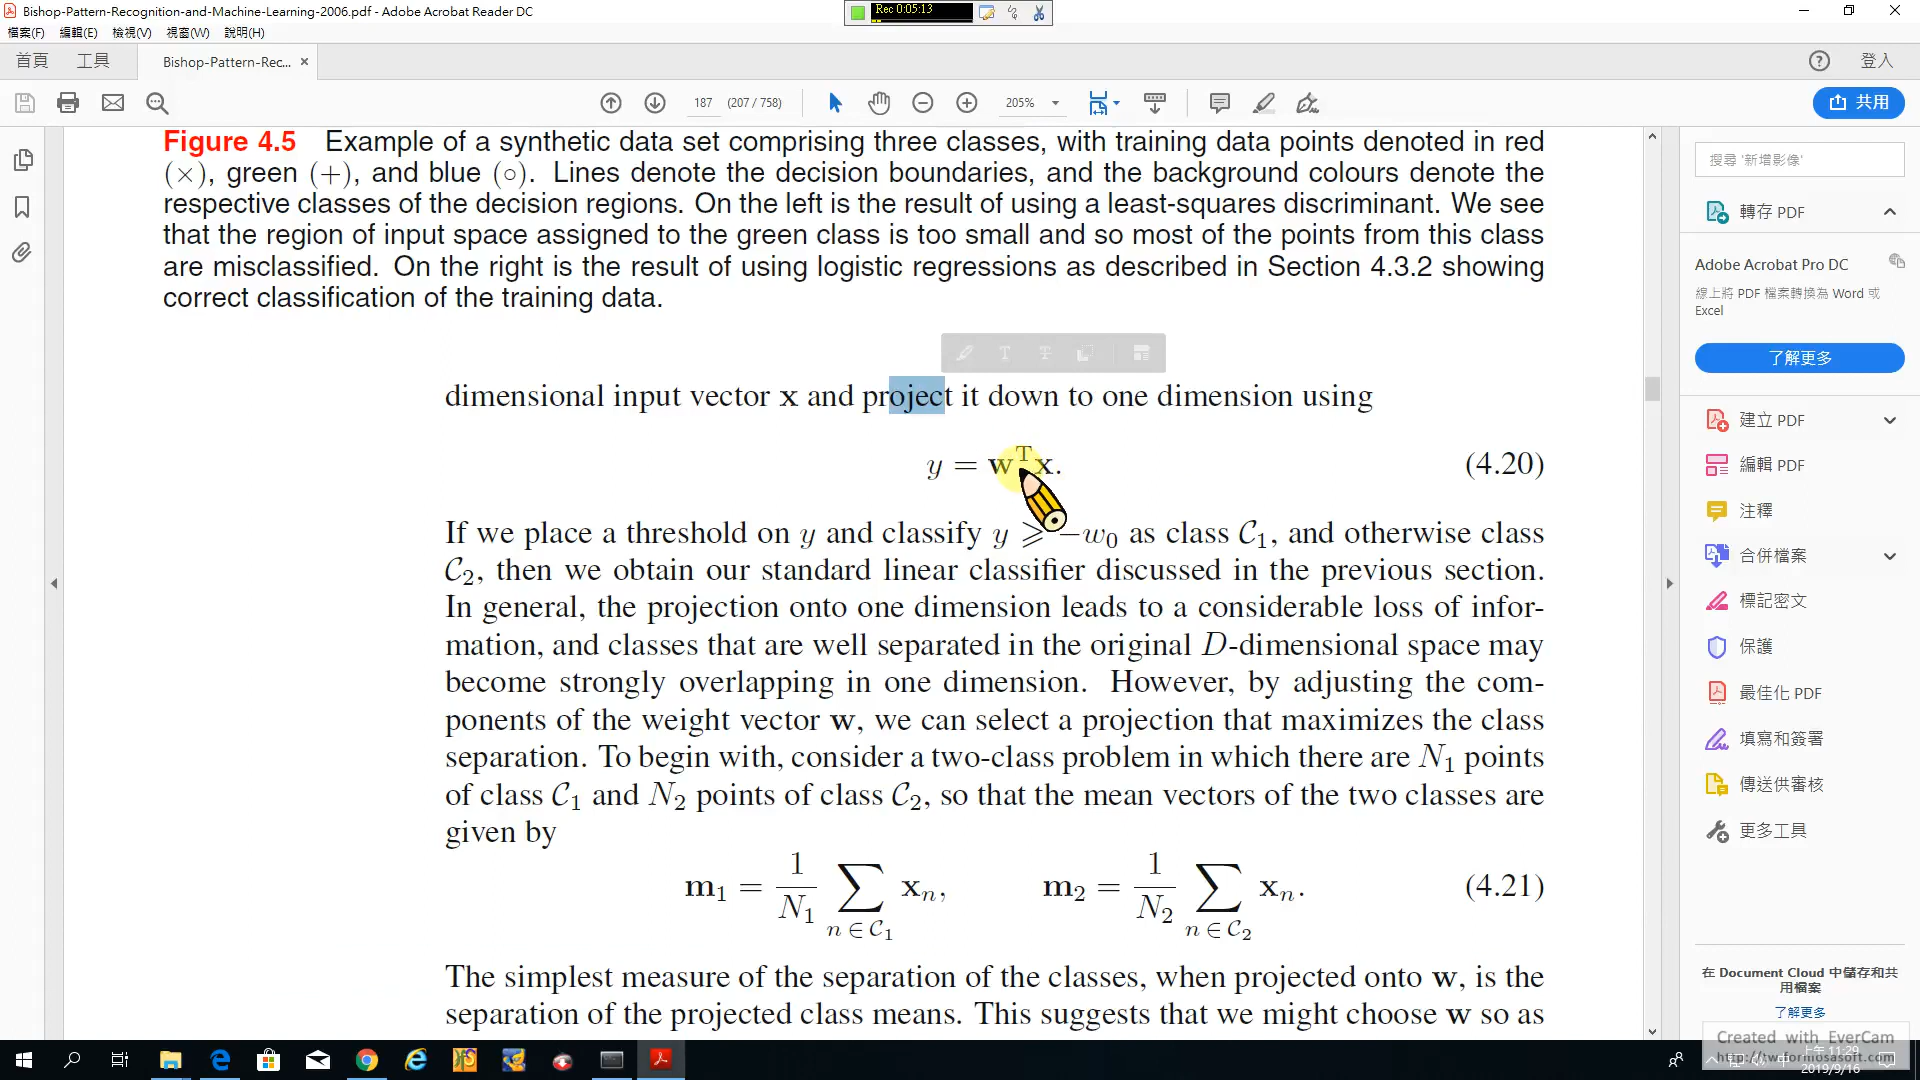 Bishop-Pattern-Recognition-and-Machine-Learning-2006.pdf - Adobe Acrobat Reader DC
Rec 0:05:13
檔案(F) 編輯(E) 檢視(V) 視窗(W) 說明(H)
首頁 工具 Bishop-Pattern-Rec... × 登入
187 (207 / 758) 205% 共用
Figure 4.5 Example of a synthetic data set comprising three classes, with training data points denoted in red
(×), green (+), and blue (○). Lines denote the decision boundaries, and the background colours denote the
respective classes of the decision regions. On the left is the result of using a least-squares discriminant. We see
that the region of input space assigned to the green class is too small and so most of the points from this class
are misclassified. On the right is the result of using logistic regressions as described in Section 4.3.2 showing
correct classification of the training data.
dimensional input vector x and project it down to one dimension using
y = wᵀx. (4.20)
If we place a threshold on y and classify y ⩾ −w₀ as class C₁, and otherwise class
C₂, then we obtain our standard linear classifier discussed in the previous section.
In general, the projection onto one dimension leads to a considerable loss of infor-
mation, and classes that are well separated in the original D-dimensional space may
become strongly overlapping in one dimension. However, by adjusting the com-
ponents of the weight vector w, we can select a projection that maximizes the class
separation. To begin with, consider a two-class problem in which there are N₁ points
of class C₁ and N₂ points of class C₂, so that the mean vectors of the two classes are
given by
m₁ = 1/N₁ ∑ n∈C₁ xₙ, m₂ = 1/N₂ ∑ n∈C₂ xₙ. (4.21)
The simplest measure of the separation of the classes, when projected onto w, is the
separation of the projected class means. This suggests that we might choose w so as
搜尋 '新增影像'
轉存 PDF
Adobe Acrobat Pro DC
線上將 PDF 檔案轉換為 Word 或
Excel
了解更多
建立 PDF
編輯 PDF
注釋
合併檔案
標記密文
保護
最佳化 PDF
填寫和簽署
傳送供審核
更多工具
在 Document Cloud 中儲存和共
用檔案
了解更多
Created with EverCam
上午 11:29
2019/9/16